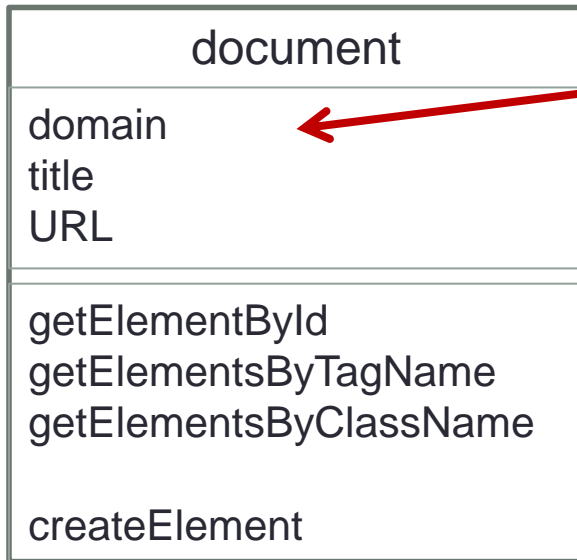 document
domain
title
URL
getElementById
getElementsByTagName
getElementsByClassName
createElement